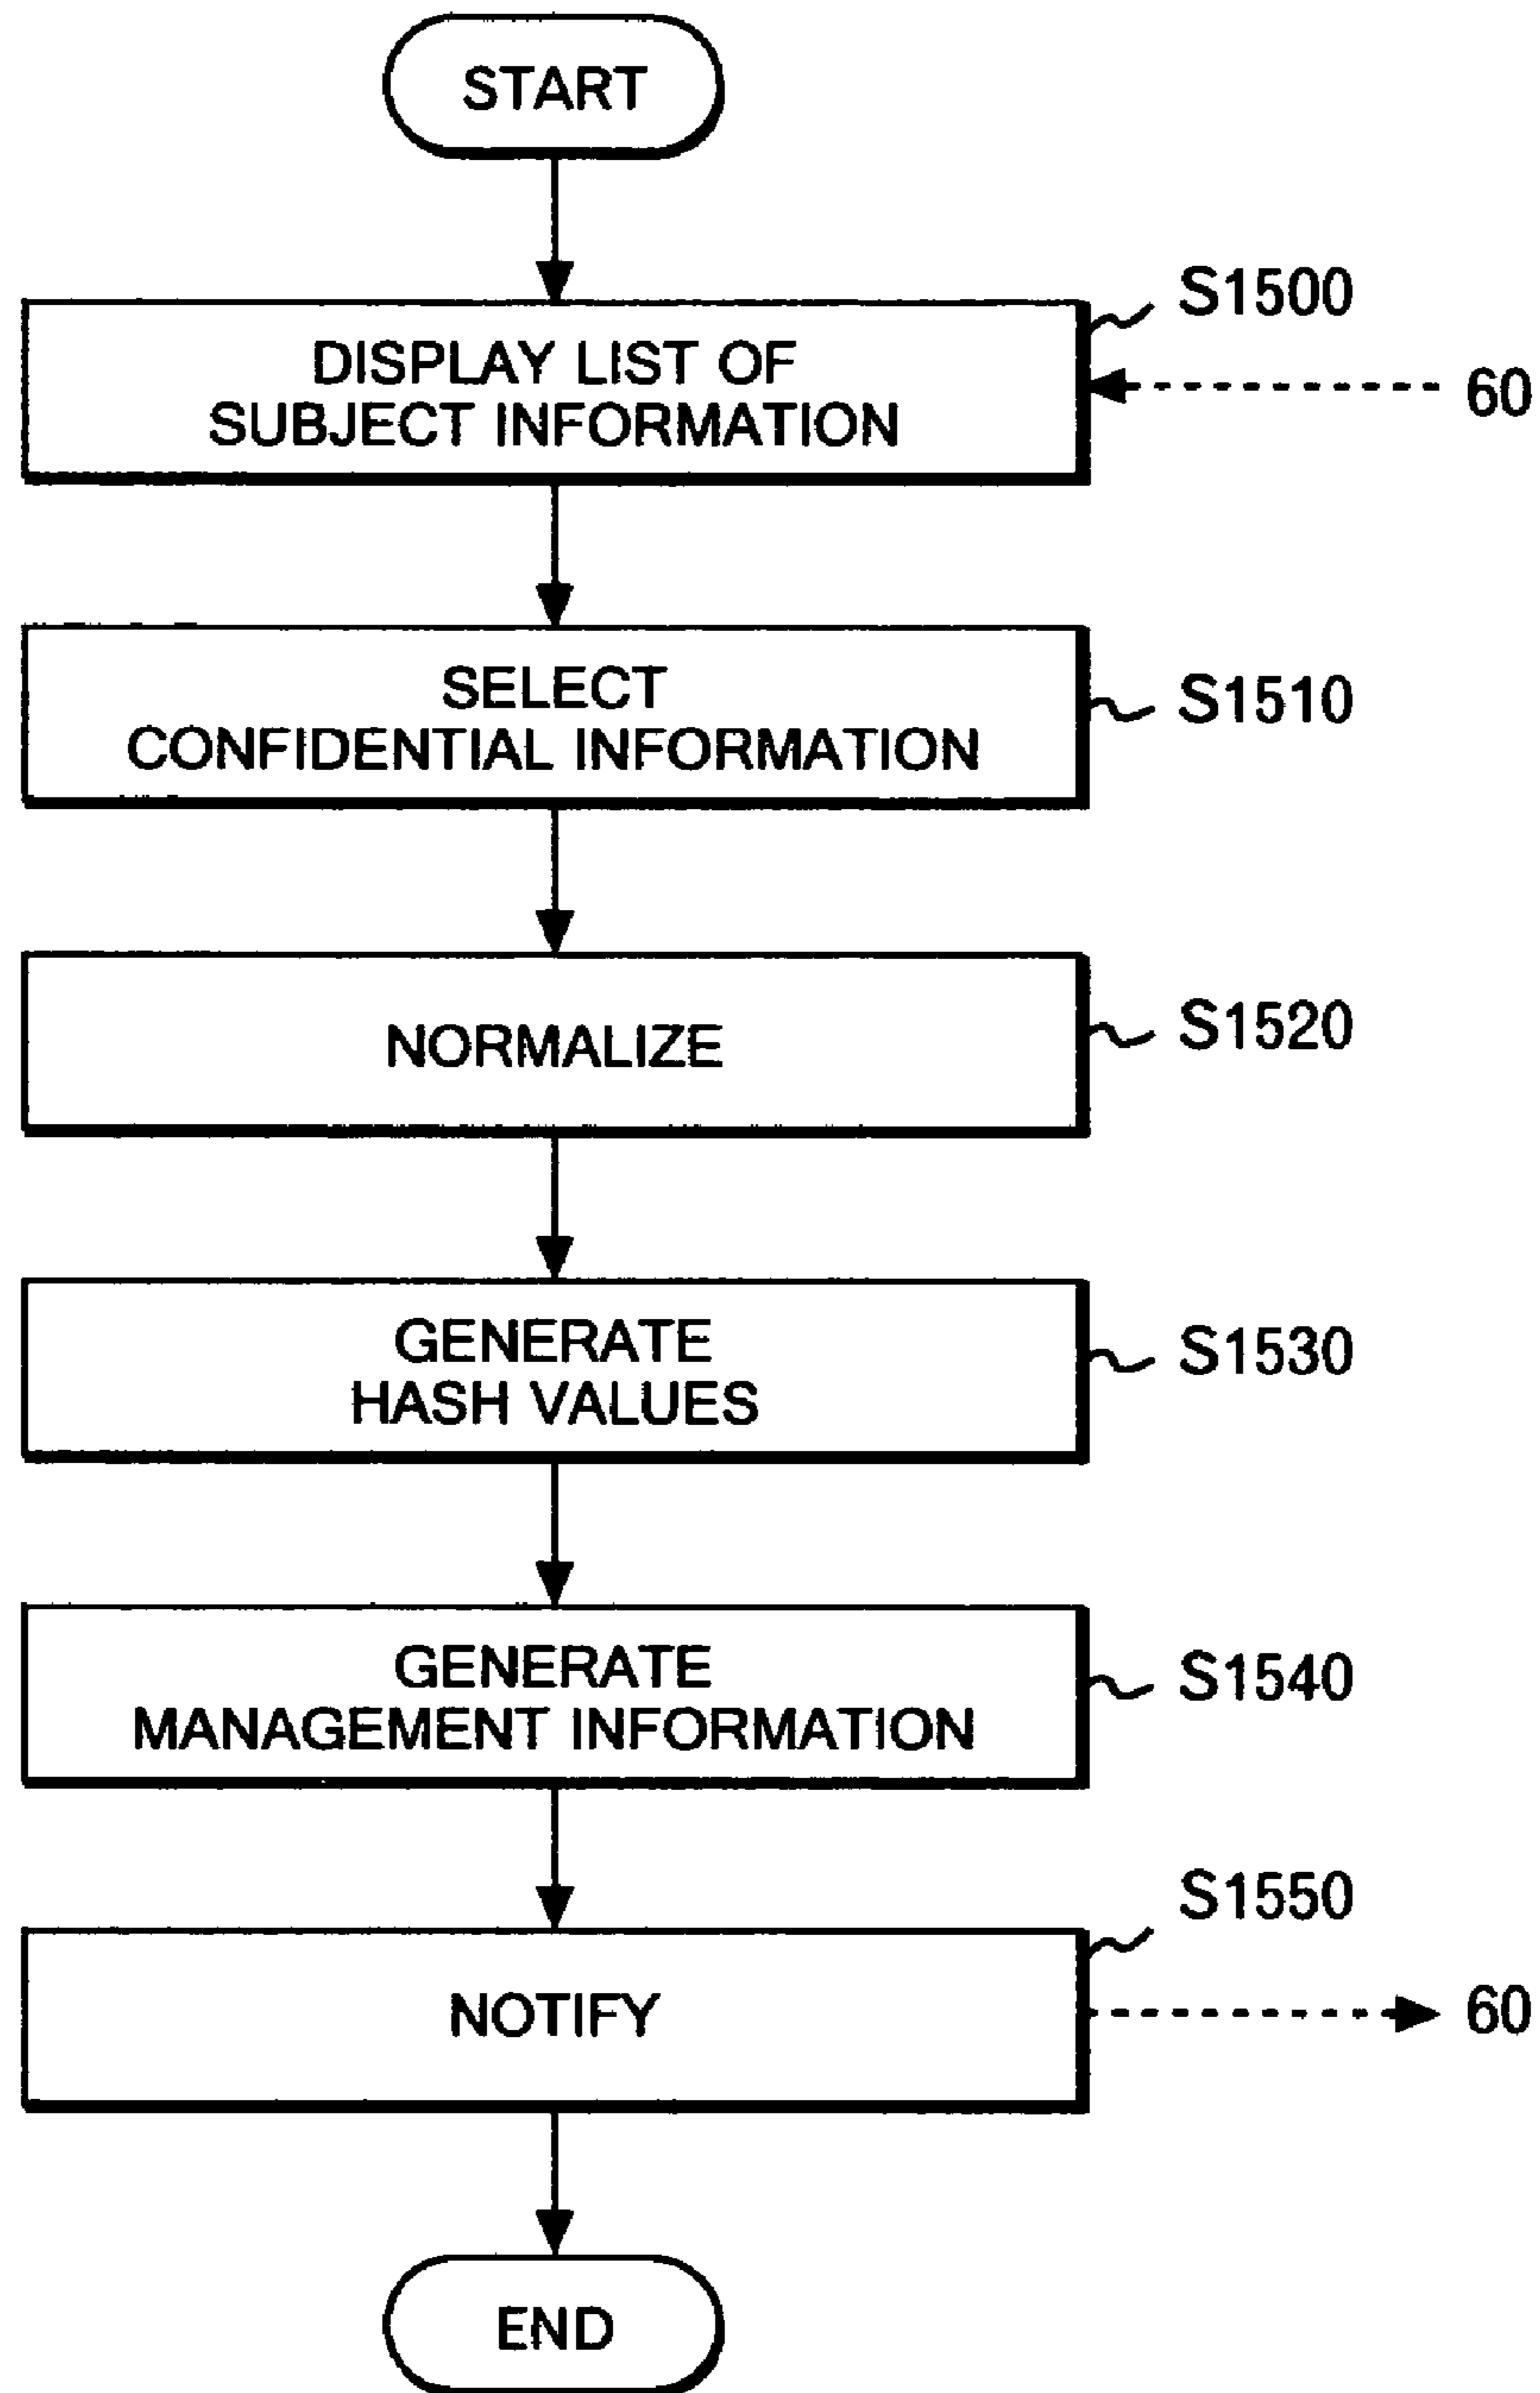 START
S1500
DISPLAY LIST OF
SUBJECT INFORMATION
60
SELECT
CONFIDENTIAL INFORMATION
S1510
NORMALIZE
S1520
GENERATE
HASH VALUES
S1530
GENERATE
MANAGEMENT INFORMATION
S1540
S1550
NOTIFY
60
END